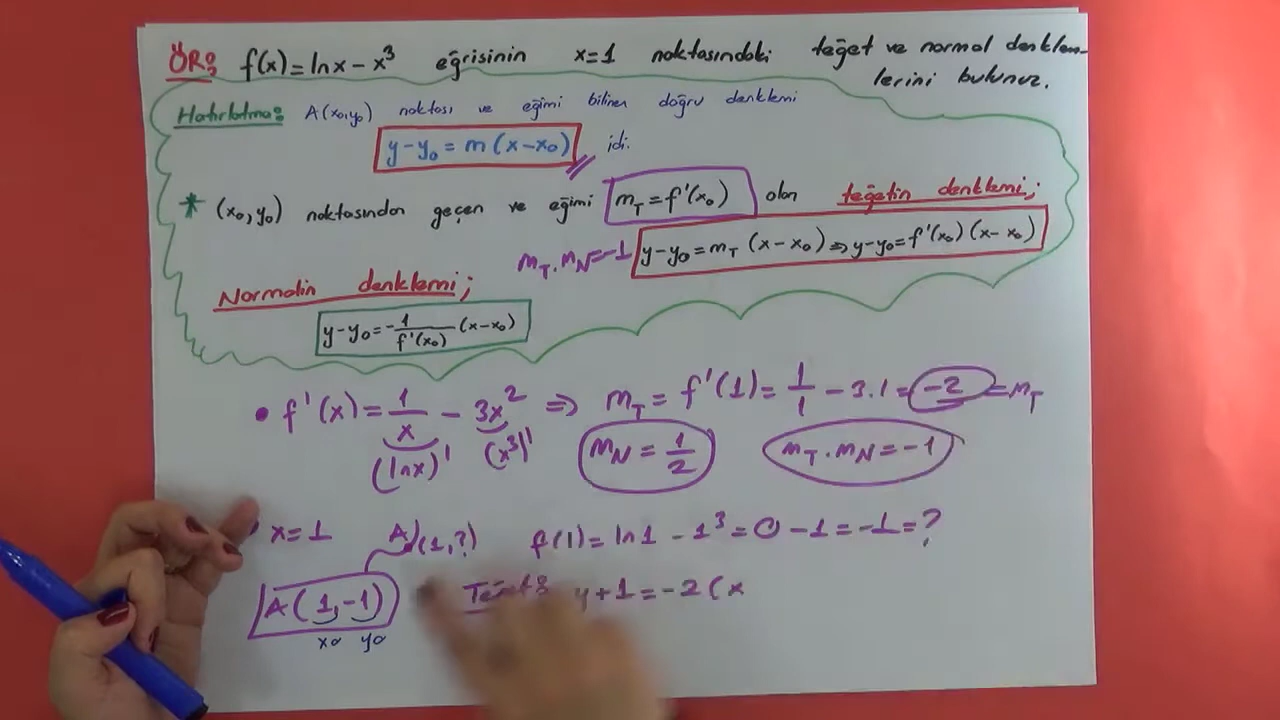 ÖR: f(x)=lnx-x³ eğrisinin x=1 noktasındaki teğet ve normal denklem-
lerini bulunuz.
Hatırlatma: A(x₀,y₀) noktası ve eğimi bilinen doğru denklemi
y-y₀=m(x-x₀) idi.
* (x₀,y₀) noktasından geçen ve eğimi m_T=f'(x₀) olan teğetin denklemi;
m_T.m_N=-1 y-y₀=m_T(x-x₀)⇒y-y₀=f'(x₀)(x-x₀)
Normalin denklemi;
y-y₀=-1/f'(x₀)(x-x₀)
• f'(x)=1/x-3x² ⇒ m_T=f'(1)=1/1-3.1=-2=m_T
(lnx)' (x³)' m_N=1/2 m_T.m_N=-1
x=1 A(1,?) f(1)=ln1-1³=0-1=-1=?
A(1,-1) y+1=-2(x
x₀ y₀